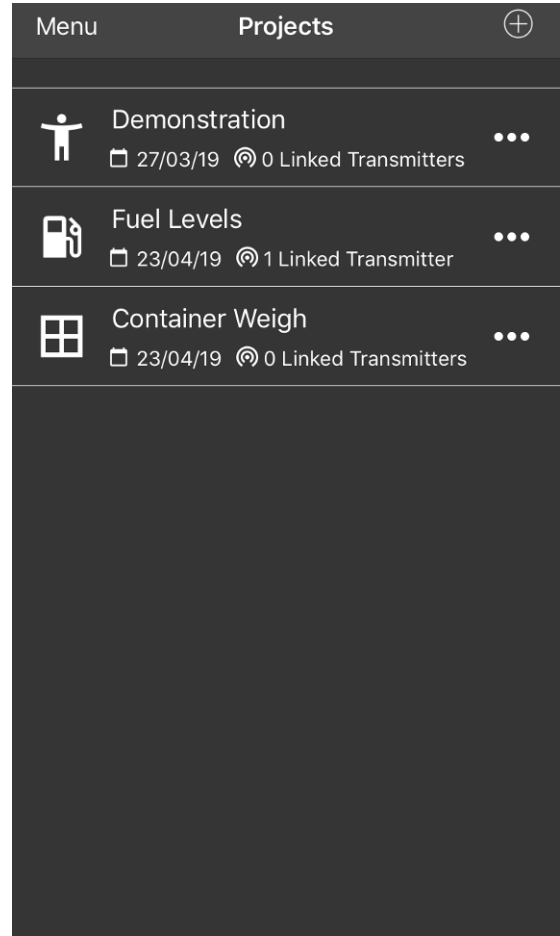 Menu Projects
Demonstration
27/03/19 0 Linked Transmitters
Fuel Levels
23/04/19 1 Linked Transmitter
Container Weigh
23/04/19 0 Linked Transmitters